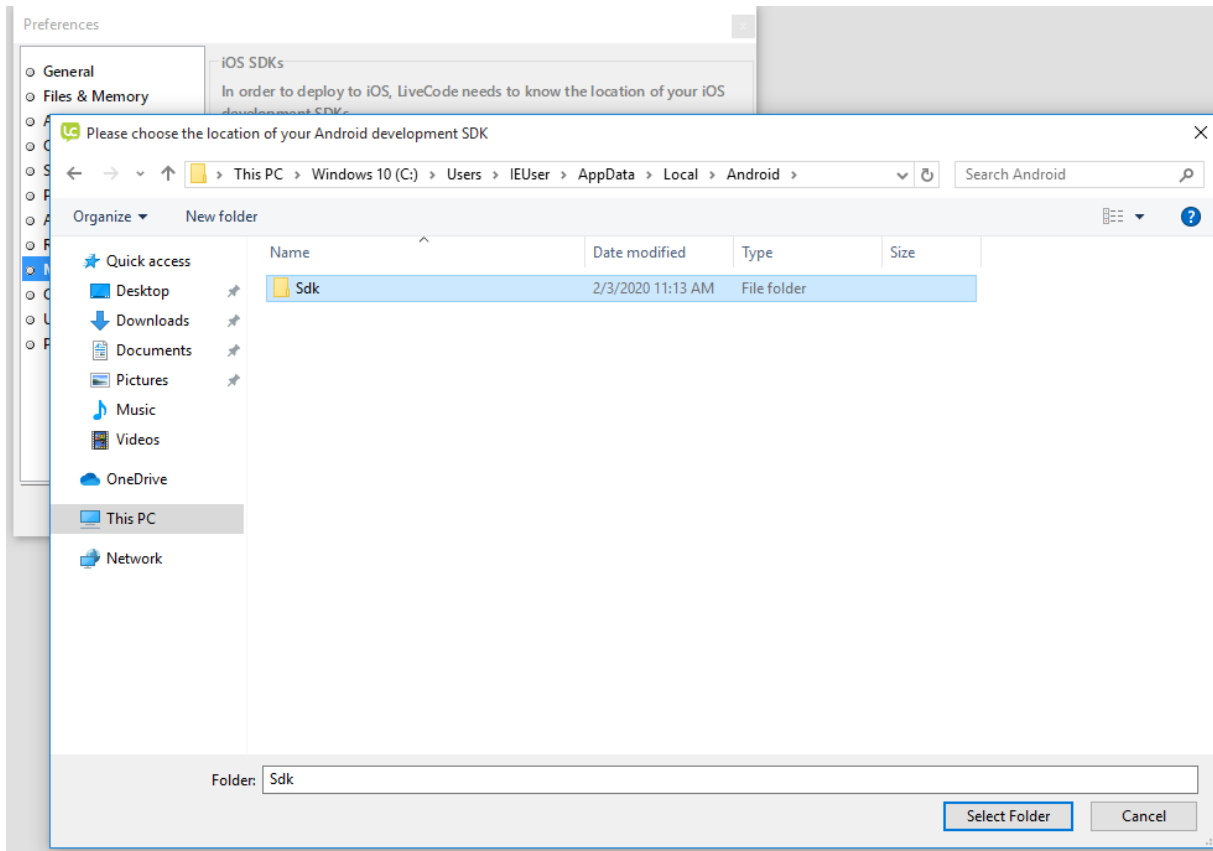 Preferences
General
Files & Memory
iOS SDKs
In order to deploy to iOS, LiveCode needs to know the location of your iOS
development SDKs
Please choose the location of your Android development SDK
This PC > Windows 10 (C:) > Users > IEUser > AppData > Local > Android >
Search Android
Organize
New folder
Name
Date modified
Type
Size
Quick access
Desktop
Downloads
Documents
Pictures
Music
Videos
OneDrive
This PC
Network
Sdk
2/3/2020 11:13 AM
File folder
Folder:
Sdk
Select Folder
Cancel